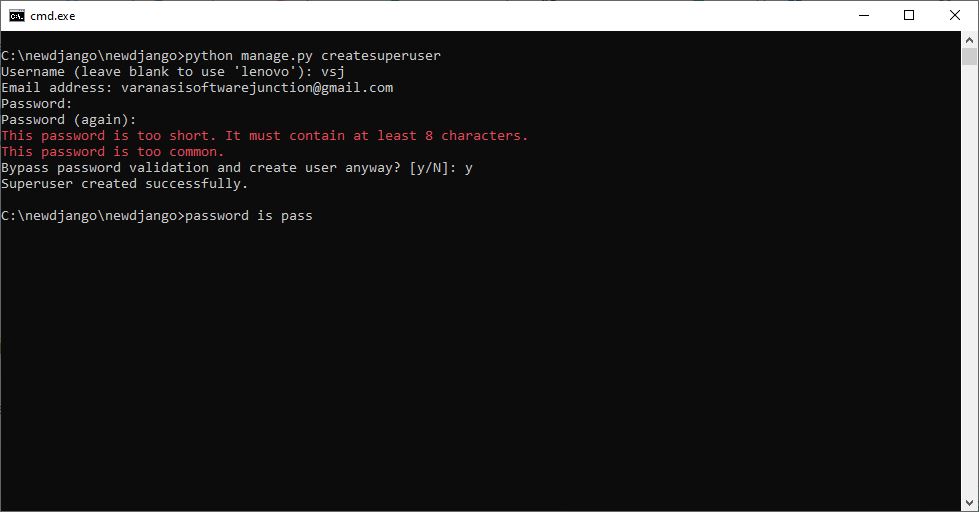 cmd.exe
C:\newdjango\newdjango>python manage.py createsuperuser
Username (leave blank to use 'lenovo'): vsj
Email address: varanasisoftwarejunction@gmail.com
Password:
Password (again):
This password is too short. It must contain at least 8 characters.
This password is too common.
Bypass password validation and create user anyway? [y/N]: y
Superuser created successfully.
C:\newdjango\newdjango>password is pass